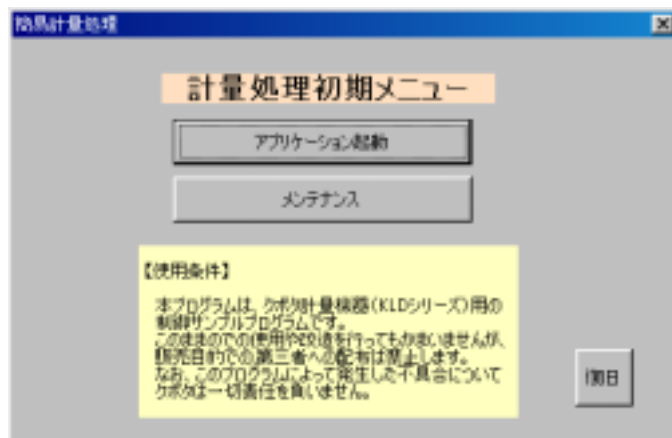 簡易計量処理
計量処理初期メニュー
アプリケーション起動
メンテナンス
【使用条件】
本プログラムは、クボタ計量機器(KLDシリーズ)用の
制御サンプルプログラムです。
このままのでの使用や改造を行ってもかまいませんが、
販売目的での第三者への配布は禁止します。
なお、このプログラムによって発生した不具合について
クボタは一切責任を負いません。